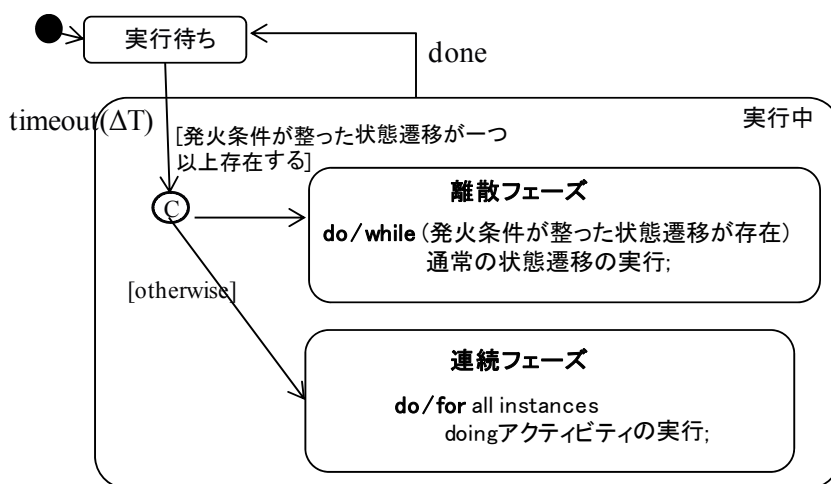 実行待ち
done
timeout(ΔT)
実行中
[発火条件が整った状態遷移が一つ
以上存在する]
C
離散フェーズ
do/while (発火条件が整った状態遷移が存在)
通常の状態遷移の実行;
[otherwise]
連続フェーズ
do/for all instances
doingアクティビティの実行;